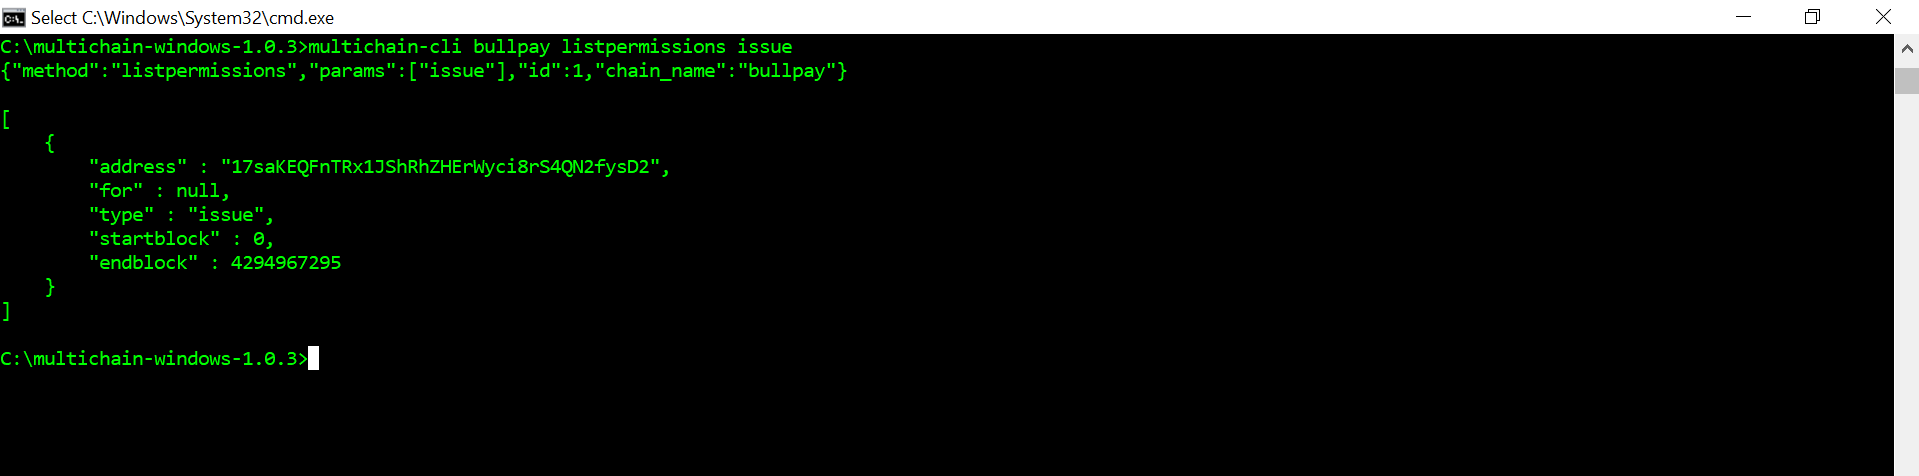 Select C:\Windows\System32\cmd.exe
C:\multichain-windows-1.0.3>multichain-cli bullpay listpermissions issue
{"method":"listpermissions","params":["issue"],"id":1,"chain_name":"bullpay"}
[
    {
        "address" : "17saKEQFnTRx1JShRhZHErWyci8rS4QN2fysD2",
        "for" : null,
        "type" : "issue",
        "startblock" : 0,
        "endblock" : 4294967295
    }
]
C:\multichain-windows-1.0.3>